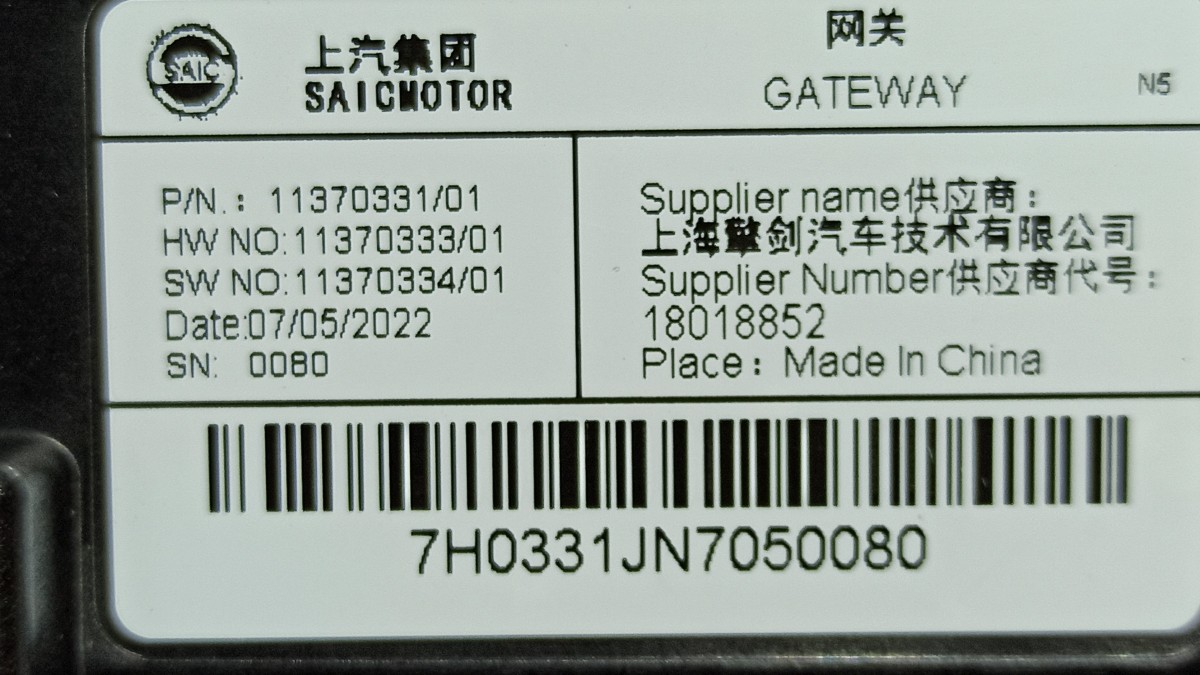 SAIC
上汽集团
SAICMOTOR
网关
GATEWAY
N5
P/N.: 11370331/01
HW NO:11370333/01
SW NO:11370334/01
Date:07/05/2022
SN: 0080
Supplier name供应商:
上海擎剑汽车技术有限公司
Supplier Number供应商代号:
18018852
Place: Made In China
7H0331JN7050080